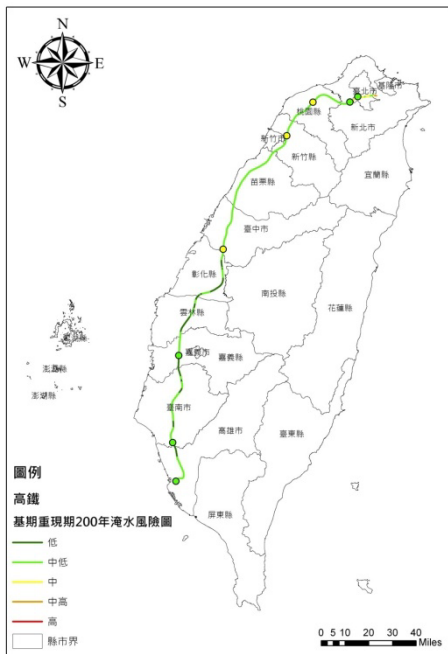 N
W E
S
基隆市
臺北市
桃園縣
新北市
新竹市
新竹縣
苗栗縣
宜蘭縣
臺中市
彰化縣
南投縣
花蓮縣
雲林縣
嘉義市
嘉義縣
澎湖縣
澎湖縣
臺南市
高雄市
臺東縣
屏東縣
圖例
高鐵
基期重現期200年淹水風險圖
低
中低
中
中高
高
縣市界
0 5 10 20 30 40
Miles